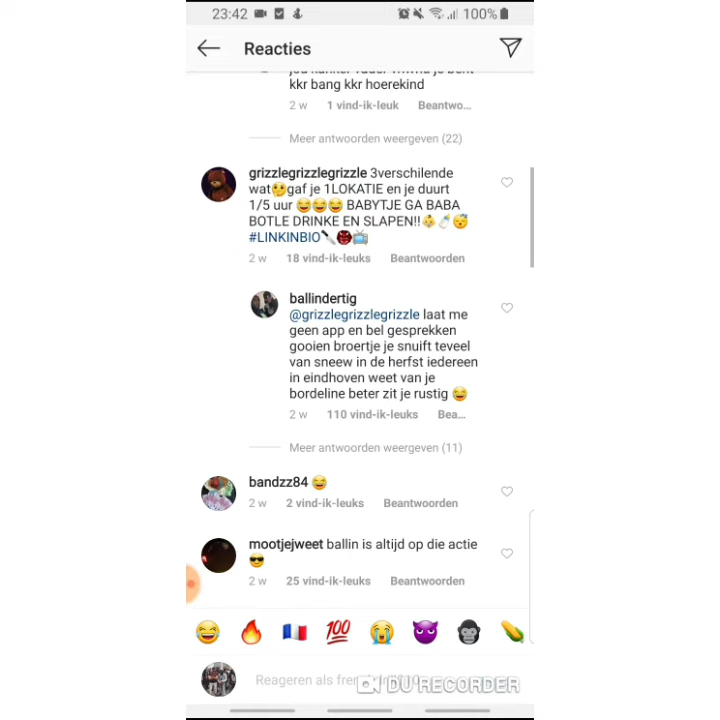 23:42
100%
Reacties
kkr bang kkr hoerekind
2 w 1 vind-ik-leuk Beantwo...
Meer antwoorden weergeven (22)
grizzlegrizzlegrizzle 3verschilende
wat🤔gaf je 1LOKATIE en je duurt
1/5 uur 😂😂😂 BABYTJE GA BABA
BOTLE DRINKE EN SLAPEN!!👶🍼😴
#LINKINBIO🔪👹📺
2 w 18 vind-ik-leuks Beantwoorden
ballindertig
@grizzlegrizzlegrizzle laat me
geen app en bel gesprekken
gooien broertje je snuift teveel
van sneew in de herfst iedereen
in eindhoven weet van je
bordeline beter zit je rustig 😂
2 w 110 vind-ik-leuks Bea...
Meer antwoorden weergeven (11)
bandzz84 😂
2 w 2 vind-ik-leuks Beantwoorden
mootjejweet ballin is altijd op die actie
😎
2 w 25 vind-ik-leuks Beantwoorden
😂 🔥 🇫🇷 💯 😭 😈 🦍 🌽
Reageren als
DU RECORDER